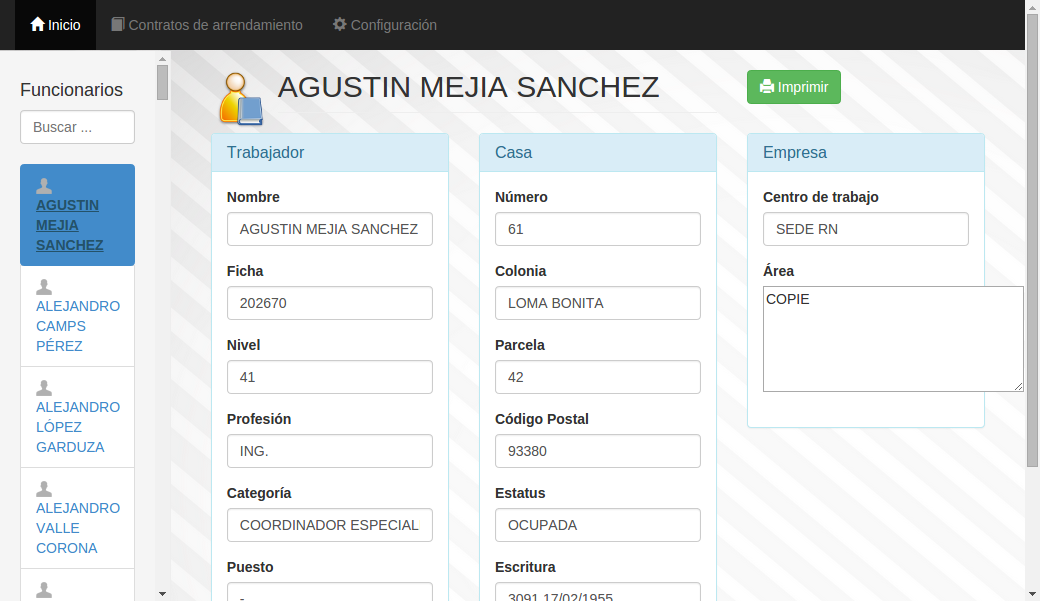 Inicio
Contratos de arrendamiento
Configuración
Funcionarios
Buscar ...
AGUSTIN
MEJIA
SANCHEZ
ALEJANDRO
CAMPS
PÉREZ
ALEJANDRO
LÓPEZ
GARDUZA
ALEJANDRO
VALLE
CORONA
AGUSTIN MEJIA SANCHEZ
Imprimir
Trabajador
Nombre
AGUSTIN MEJIA SANCHEZ
Ficha
202670
Nivel
41
Profesión
ING.
Categoría
COORDINADOR ESPECIAL
Puesto
-
Casa
Número
61
Colonia
LOMA BONITA
Parcela
42
Código Postal
93380
Estatus
OCUPADA
Escritura
3091 17/02/1955
Empresa
Centro de trabajo
SEDE RN
Área
COPIE